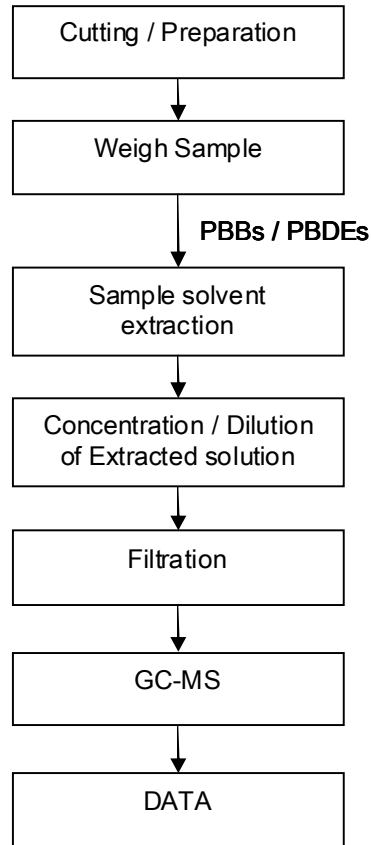 Cutting / Preparation
Weigh Sample
PBBs / PBDEs
Sample solvent
extraction
Concentration / Dilution
of Extracted solution
Filtration
GC-MS
DATA